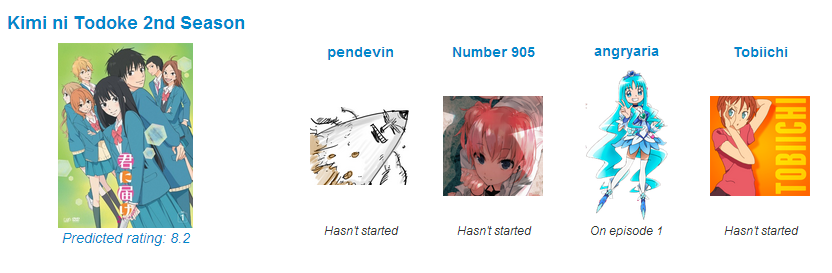 Kimi ni Todoke 2nd Season
pendevin
Number 905
angryaria
Tobiichi
君に届け
TOBIICHI
Predicted rating: 8.2
Hasn't started
Hasn't started
On episode 1
Hasn't started